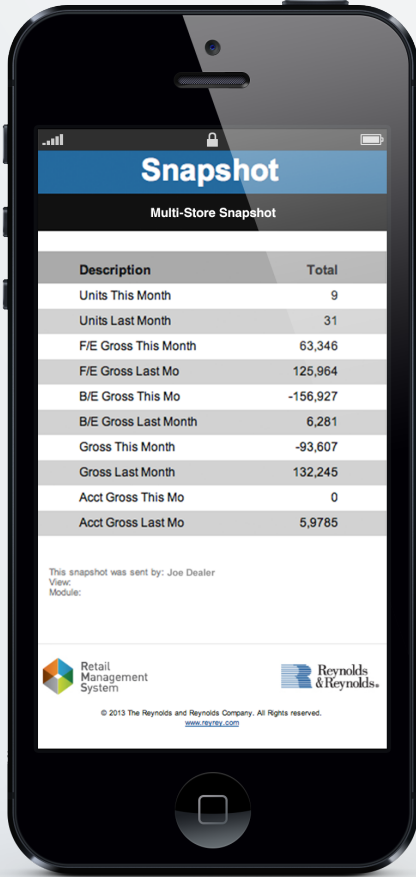 Snapshot
Multi-Store Snapshot
Description Total
Units This Month 9
Units Last Month 31
F/E Gross This Month 63,346
F/E Gross Last Mo 125,964
B/E Gross This Mo -156,927
B/E Gross Last Month 6,281
Gross This Month -93,607
Gross Last Month 132,245
Acct Gross This Mo 0
Acct Gross Last Mo 5,9785
This snapshot was sent by: Joe Dealer
View:
Module:
Retail
Management
System
Reynolds
& Reynolds®
© 2013 The Reynolds and Reynolds Company. All Rights reserved.
www.reyrey.com